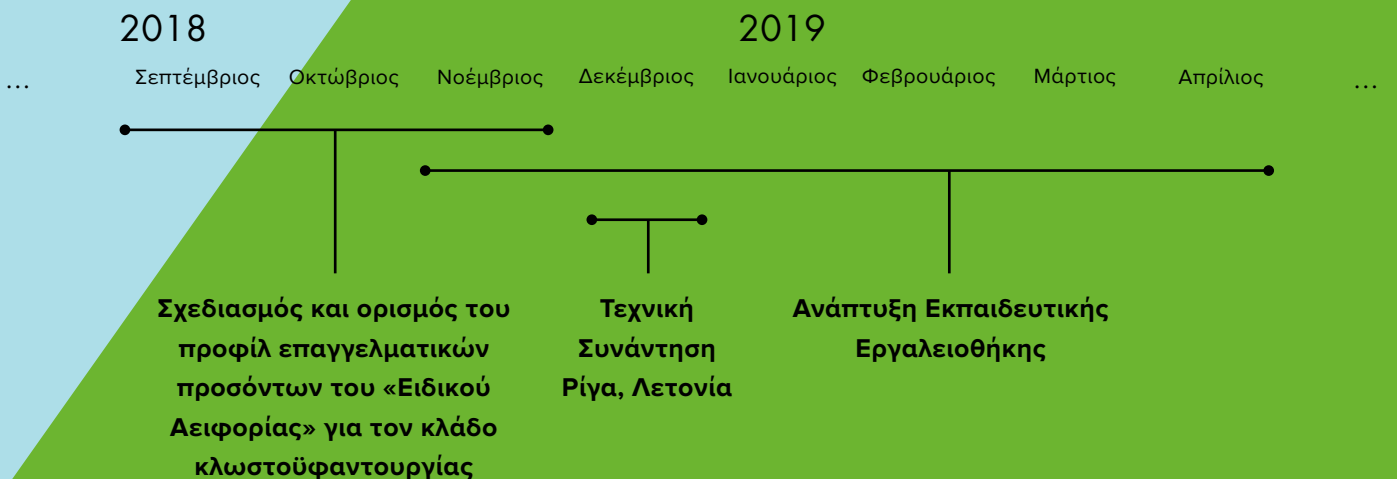 2018
2019
...
Σεπτέμβριος
Οκτώβριος
Νοέμβριος
Δεκέμβριος
Ιανουάριος
Φεβρουάριος
Μάρτιος
Απρίλιος
...
Σχεδιασμός και ορισμός του
προφίλ επαγγελματικών
προσόντων του «Ειδικού
Αειφορίας» για τον κλάδο
κλωστοϋφαντουργίας
Τεχνική
Συνάντηση
Ρίγα, Λετονία
Ανάπτυξη Εκπαιδευτικής
Εργαλειοθήκης